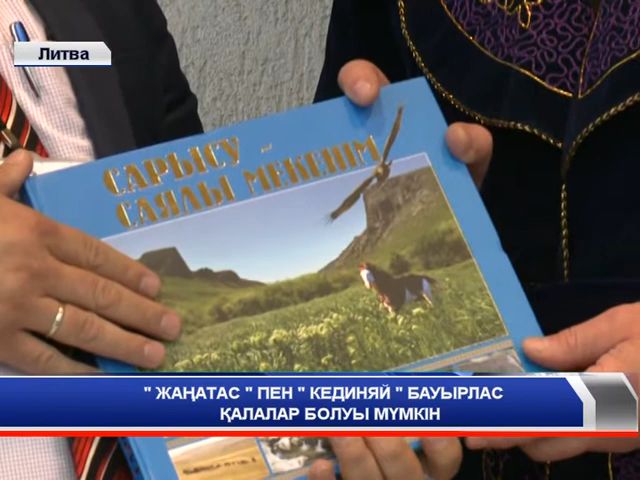 Литва
САРЫСУ -
САЯЛЫ МЕКЕНІМ
" ЖАҢАТАС " ПЕН " КЕДИНЯЙ " БАУЫРЛАС
ҚАЛАЛАР БОЛУЫ МҮМКІН